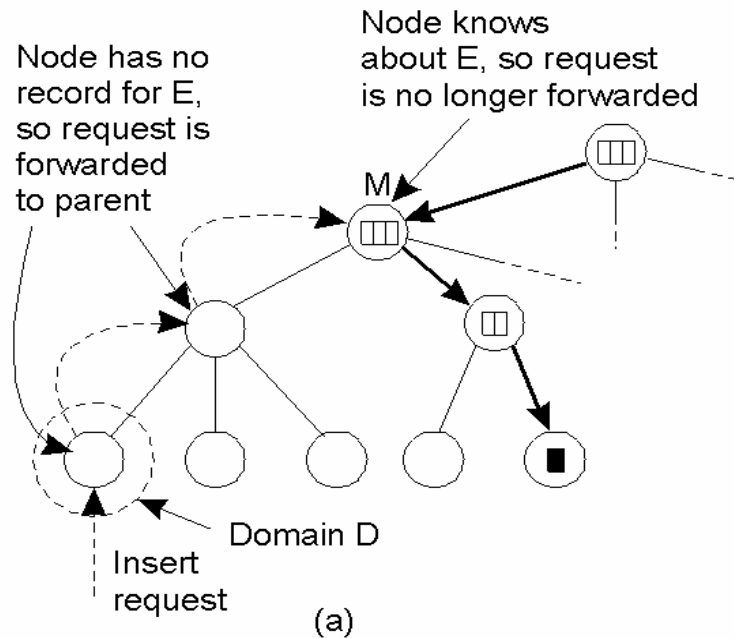 Node has no
record for E,
so request is
forwarded
to parent
Node knows
about E, so request
is no longer forwarded
M
Domain D
Insert
request
(a)